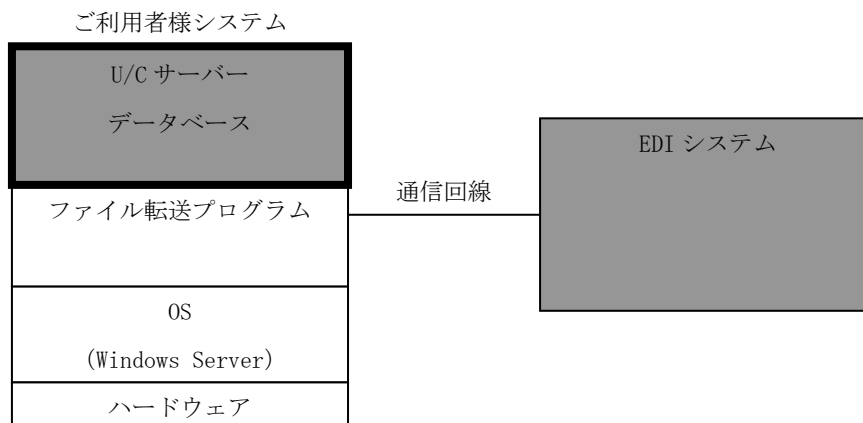 ご利用者様システム
U/C サーバー
データベース
ファイル転送プログラム
OS
(Windows Server)
ハードウェア
通信回線
EDI システム